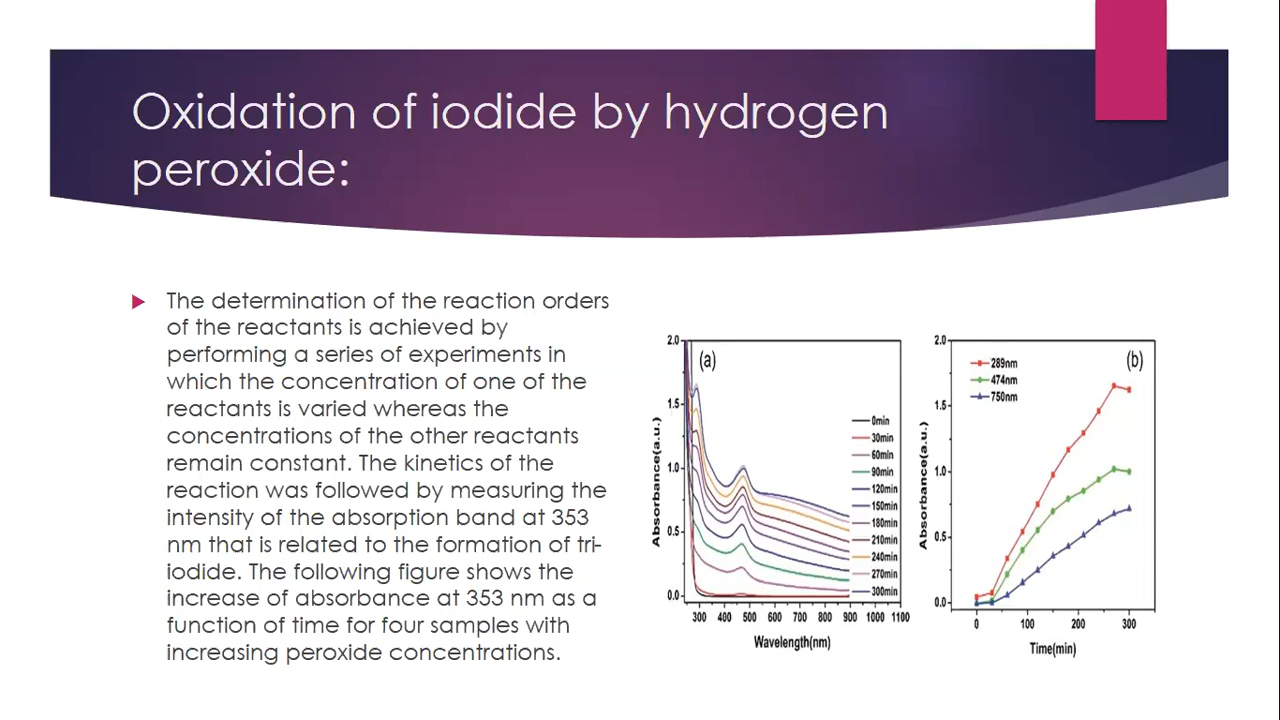 Oxidation of iodide by hydrogen
peroxide:
The determination of the reaction orders
of the reactants is achieved by
performing a series of experiments in
which the concentration of one of the
reactants is varied whereas the
concentrations of the other reactants
remain constant. The kinetics of the
reaction was followed by measuring the
intensity of the absorption band at 353
nm that is related to the formation of tri-
iodide. The following figure shows the
increase of absorbance at 353 nm as a
function of time for four samples with
increasing peroxide concentrations.
(a)
2.0
1.5
1.0
0.5
0.0
Absorbance(a.u.)
0min
30min
60min
90min
120min
150min
180min
210min
240min
270min
300min
300 400 500 600 700 800 900 1000 1100
Wavelength(nm)
(b)
289nm
474nm
750nm
2.0
1.5
1.0
0.5
0.0
Absorbance(a.u.)
0 100 200 300
Time(min)